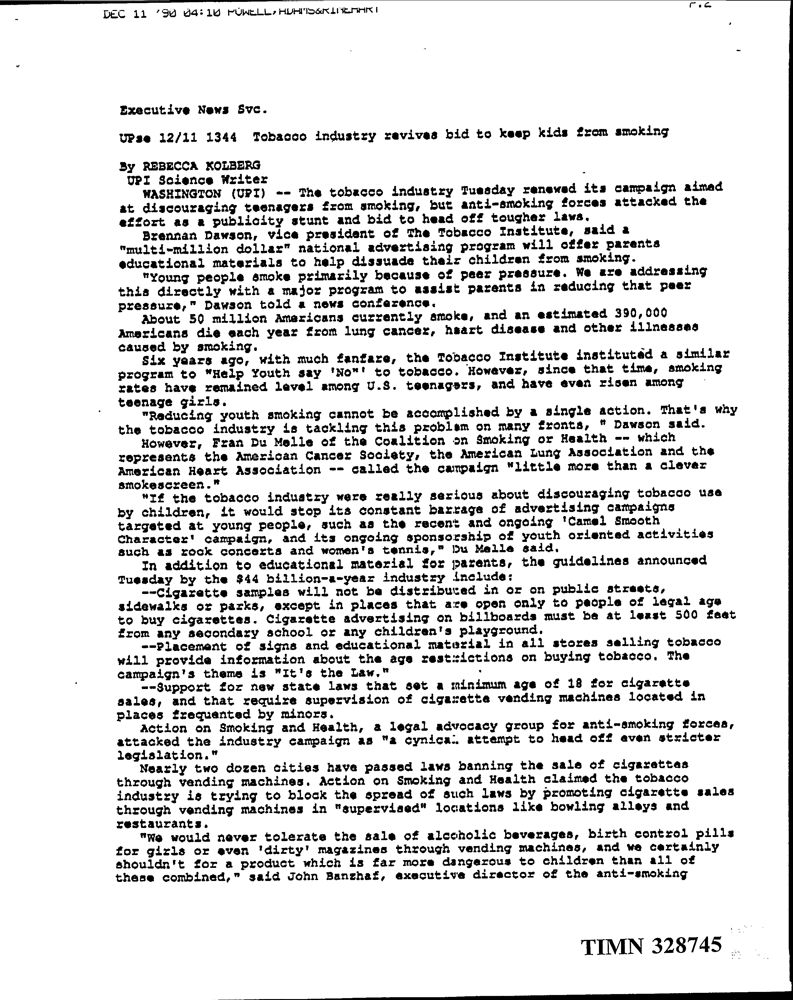 DEC 11 '90 04:10 POWELL,ADAMS&RINEHART P.2
Executive News Svc.
UPse 12/11 1344 Tobacco industry revives bid to keep kids from smoking
By REBECCA KOLBERG
UPI Science Writer
WASHINGTON (UPI) -- The tobacco industry Tuesday renewed its campaign aimed
at discouraging teenagers from smoking, but anti-smoking forces attacked the
effort as a publicity stunt and bid to head off tougher laws.
Brennan Dawson, vice president of The Tobacco Institute, said a
"multi-million dollar" national advertising program will offer parents
educational materials to help dissuade their children from smoking.
"Young people smoke primarily because of peer pressure. We are addressing
this directly with a major program to assist parents in reducing that peer
pressure," Dawson told a news conference.
About 50 million Americans currently smoke, and an estimated 390,000
Americans die each year from lung cancer, heart disease and other illnesses
caused by smoking.
Six years ago, with much fanfare, the Tobacco Institute instituted a similar
program to "Help Youth say 'No"' to tobacco. However, since that time, smoking
rates have remained level among U.S. teenagers, and have even risen among
teenage girls.
"Reducing youth smoking cannot be accomplished by a single action. That's why
the tobacco industry is tackling this problem on many fronts, " Dawson said.
However, Fran Du Melle of the Coalition on Smoking or Health -- which
represents the American Cancer Society, the American Lung Association and the
American Heart Association -- called the campaign "little more than a clever
smokescreen."
"If the tobacco industry were really serious about discouraging tobacco use
by children, it would stop its constant barrage of advertising campaigns
targeted at young people, such as the recent and ongoing 'Camel Smooth
Character' campaign, and its ongoing sponsorship of youth oriented activities
such as rock concerts and women's tennis," Du Melle said.
In addition to educational material for parents, the guidelines announced
Tuesday by the $44 billion-a-year industry include:
--Cigarette samples will not be distributed in or on public streets,
sidewalks or parks, except in places that are open only to people of legal age
to buy cigarettes. Cigarette advertising on billboards must be at least 500 feet
from any secondary school or any children's playground.
--Placement of signs and educational material in all stores selling tobacco
will provide information about the age restrictions on buying tobacco. The
campaign's theme is "It's the Law."
--Support for new state laws that set a minimum age of 18 for cigarette
sales, and that require supervision of cigarette vending machines located in
places frequented by minors.
Action on Smoking and Health, a legal advocacy group for anti-smoking forces,
attacked the industry campaign as "a cynical attempt to head off even stricter
legislation."
Nearly two dozen cities have passed laws banning the sale of cigarettes
through vending machines. Action on Smoking and Health claimed the tobacco
industry is trying to block the spread of such laws by promoting cigarette sales
through vending machines in "supervised" locations like bowling alleys and
restaurants.
"We would never tolerate the sale of alcoholic beverages, birth control pills
for girls or even 'dirty' magazines through vending machines, and we certainly
shouldn't for a product which is far more dangerous to children than all of
these combined," said John Banzhaf, executive director of the anti-smoking
TIMN 328745